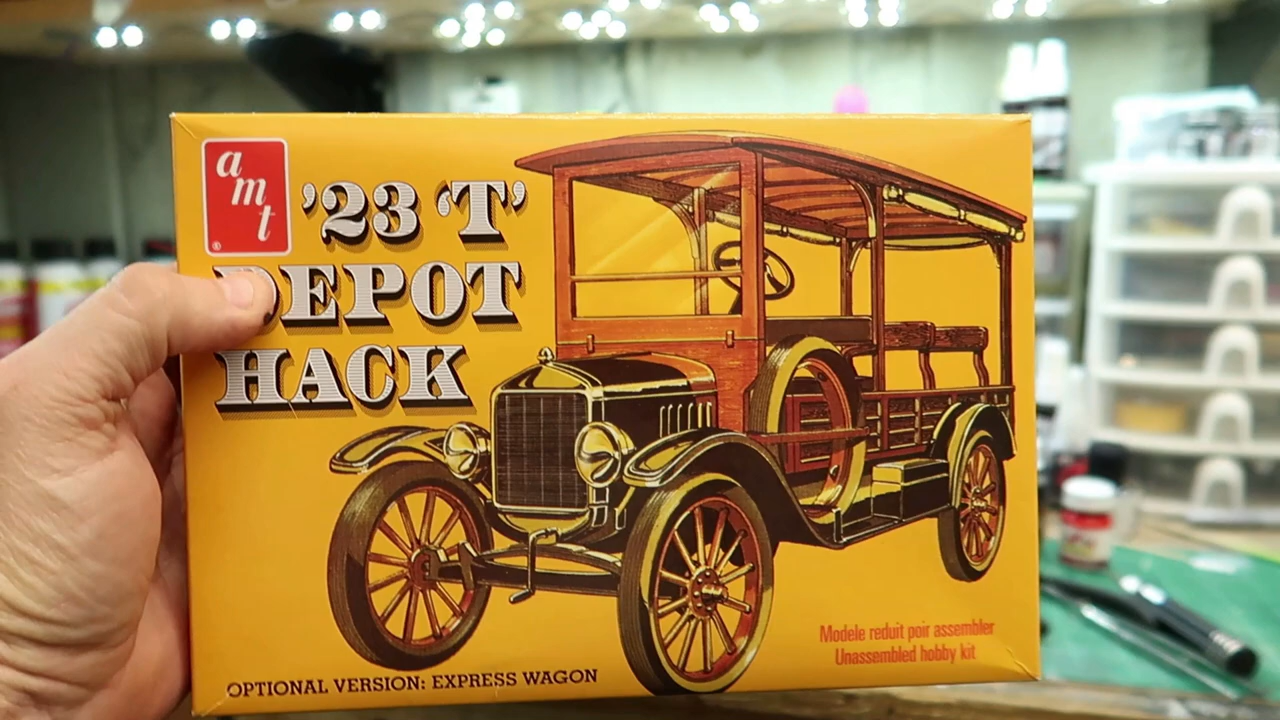 amt
®
'23 'T'
DEPOT
HACK
Modele reduit poir assembler
Unassembled hobby kit
OPTIONAL VERSION: EXPRESS WAGON